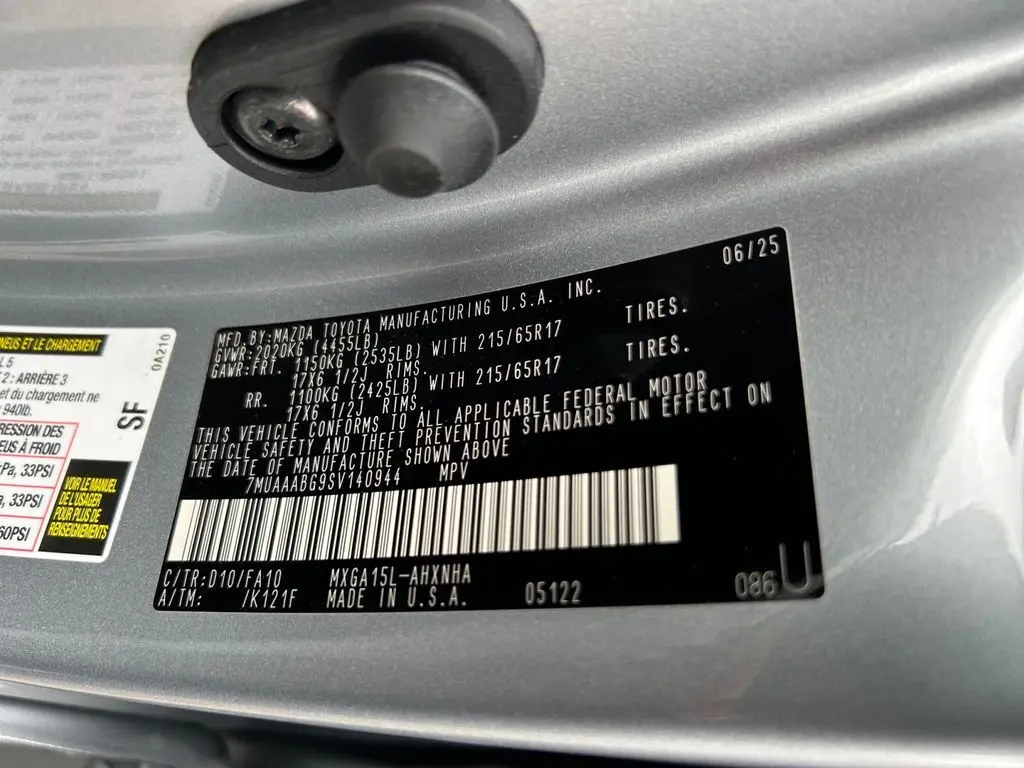 06/25
MFD.BY:MAZDA TOYOTA MANUFACTURING U.S.A. INC.
GVWR:2020KG (4455LB)
GAWR:FRT. 1150KG (2535LB) WITH 215/65R17 TIRES.
17X6 1/2J RIMS.
RR. 1100KG (2425LB) WITH 215/65R17 TIRES.
17X6 1/2J RIMS.
THIS VEHICLE CONFORMS TO ALL APPLICABLE FEDERAL MOTOR
VEHICLE SAFETY AND THEFT PREVENTION STANDARDS IN EFFECT ON
THE DATE OF MANUFACTURE SHOWN ABOVE
7MUAAABG9SV140944 MPV
C/TR:D10/FA10 MXGA15L-AHXNHA
A/TM: /K121F MADE IN U.S.A. 05122 086 U
PNEUS ET LE CHARGEMENT
0A210
L 5
2 : ARRIÈRE 3
et du chargement ne
940lb.
SF
RESSION DES
EUS À FROID
kPa, 33PSI
a, 33PSI
60PSI
VOIR LE MANUEL
DE L'USAGER
POUR PLUS DE
RENSEIGNEMENTS